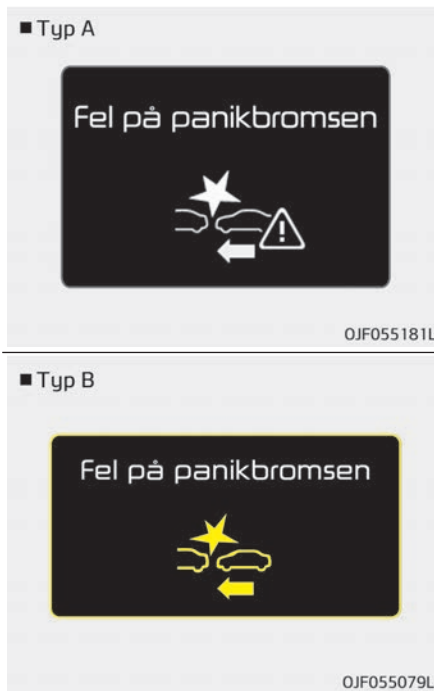 ■ Typ A
Fel på panikbromsen
OJF055181L
■ Typ B
Fel på panikbromsen
OJF055079L